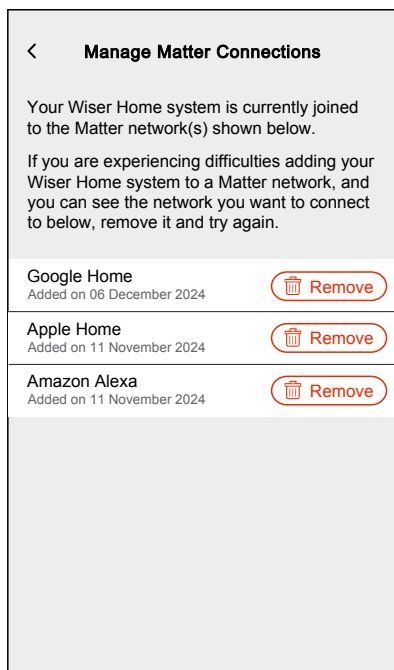 Manage Matter Connections
Your Wiser Home system is currently joined
to the Matter network(s) shown below.
If you are experiencing difficulties adding your
Wiser Home system to a Matter network, and
you can see the network you want to connect
to below, remove it and try again.
Google Home
Added on 06 December 2024
Remove
Apple Home
Added on 11 November 2024
Remove
Amazon Alexa
Added on 11 November 2024
Remove